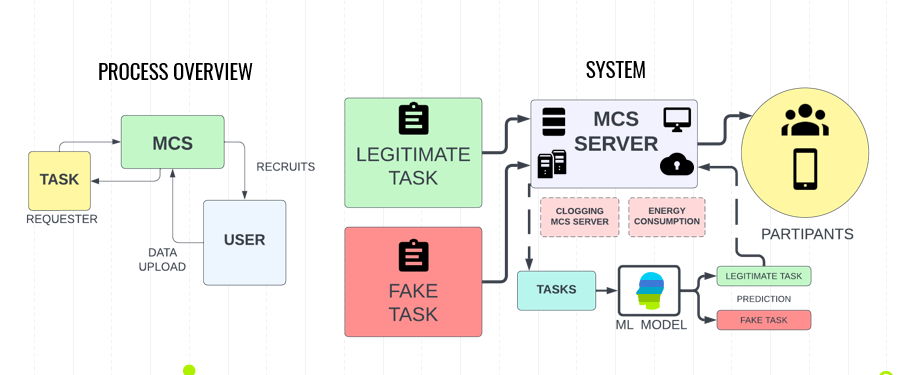 PROCESS OVERVIEW
MCS
TASK
REQUESTER
RECRUITS
USER
DATA
UPLOAD
SYSTEM
LEGITIMATE
TASK
FAKE
TASK
MCS
SERVER
CLOGGING
MCS SERVER
ENERGY
CONSUMPTION
PARTIPANTS
TASKS
ML MODEL
LEGITIMATE TASK
PREDICTION
FAKE TASK